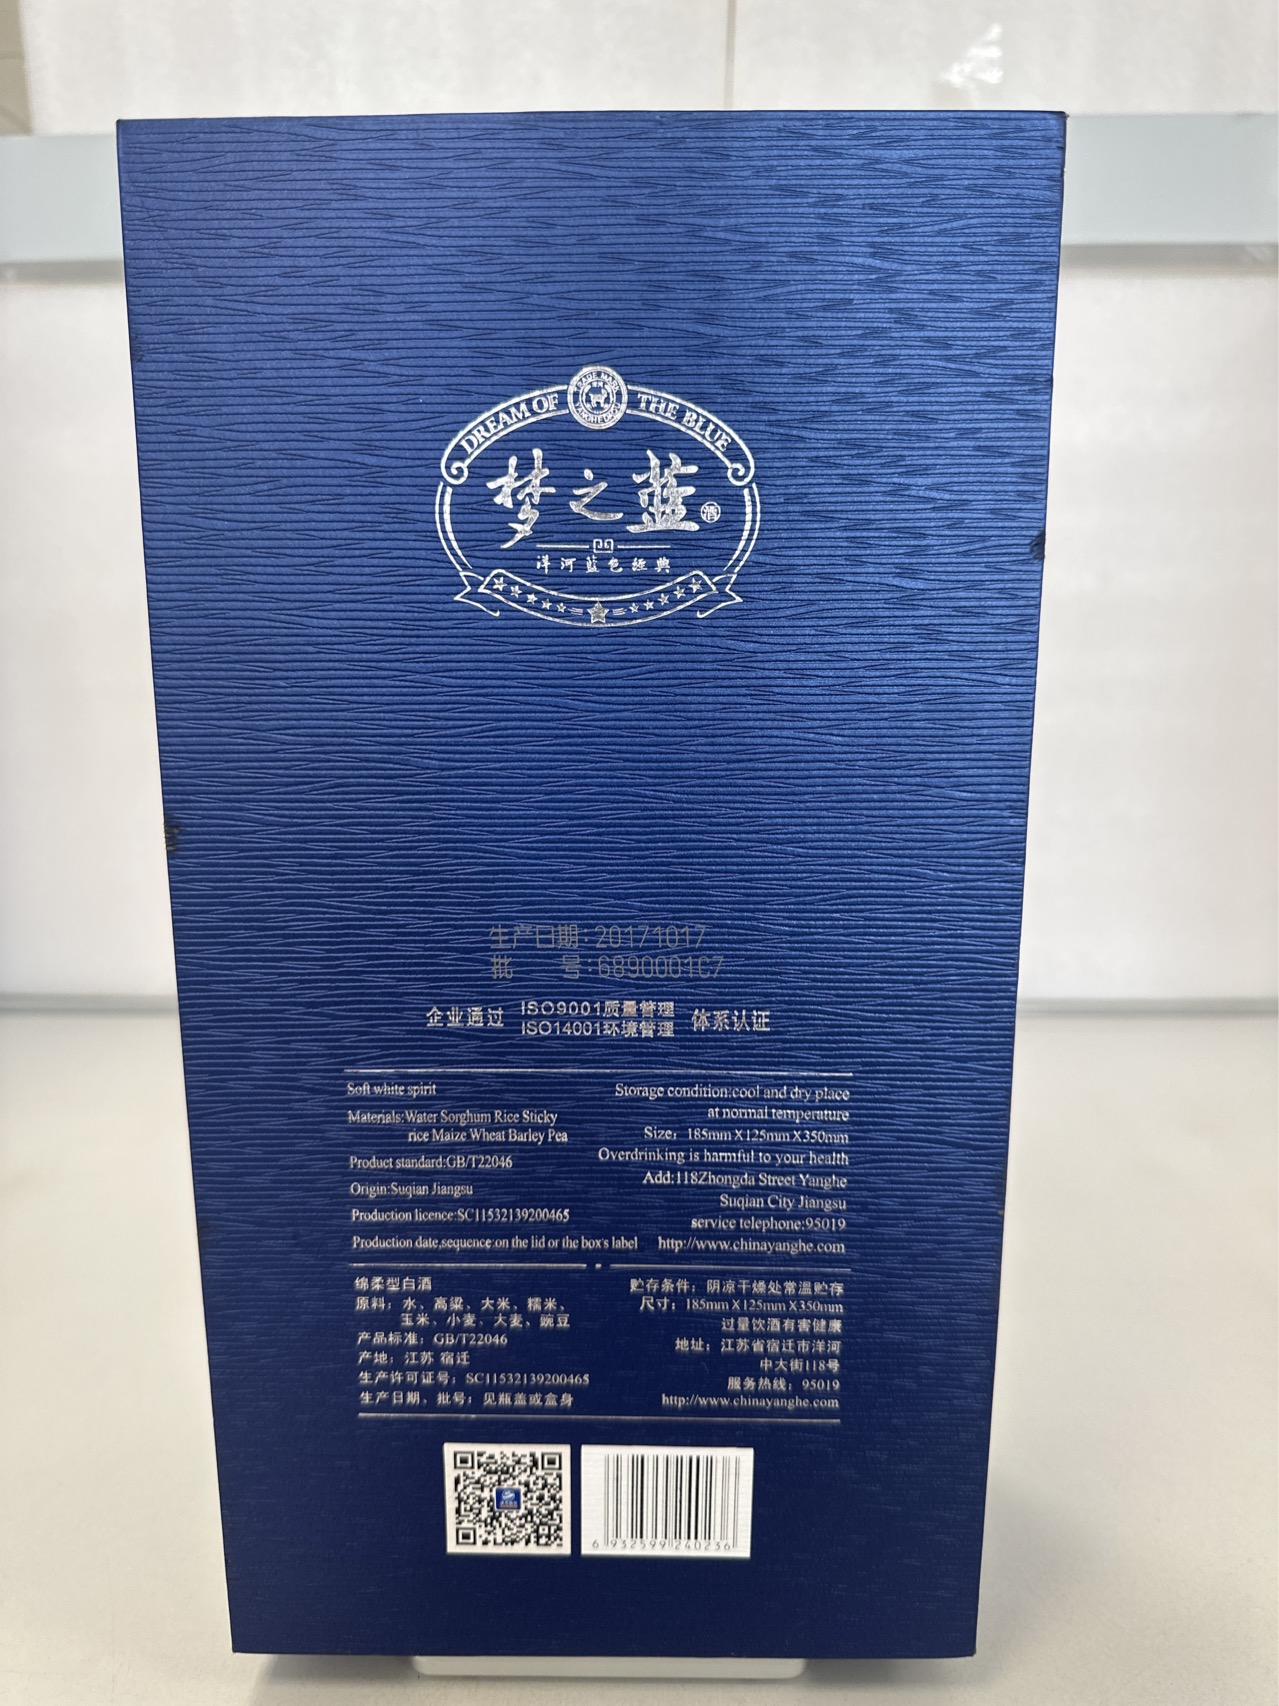 TRADE MARK
DREAM OF THE BLUE
梦之蓝
酒
洋河蓝色经典
生产日期:20171017
批 号:6890001C7
企业通过 ISO9001质量管理 体系认证
ISO14001环境管理
Soft white spirit
Materials:Water Sorghum Rice Sticky
rice Maize Wheat Barley Pea
Product standard:GB/T22046
Origin:Suqian Jiangsu
Production licence:SC11532139200465
Production date,sequence:on the lid or the box's label
Storage condition:cool and dry place
at normal temperature
Size：185mm X 125mm X 350mm
Overdrinking is harmful to your health
Add:118Zhongda Street Yanghe
Suqian City Jiangsu
service telephone:95019
http://www.chinayanghe.com
绵柔型白酒
原料：水、高粱、大米、糯米、
玉米、小麦、大麦、豌豆
产品标准：GB/T22046
产地：江苏 宿迁
生产许可证号：SC11532139200465
生产日期、批号：见瓶盖或盒身
贮存条件：阴凉干燥处常温贮存
尺寸：185mm X 125mm X 350mm
过量饮酒有害健康
地址：江苏省宿迁市洋河
中大街118号
服务热线：95019
http://www.chinayanghe.com
6 932599 240236